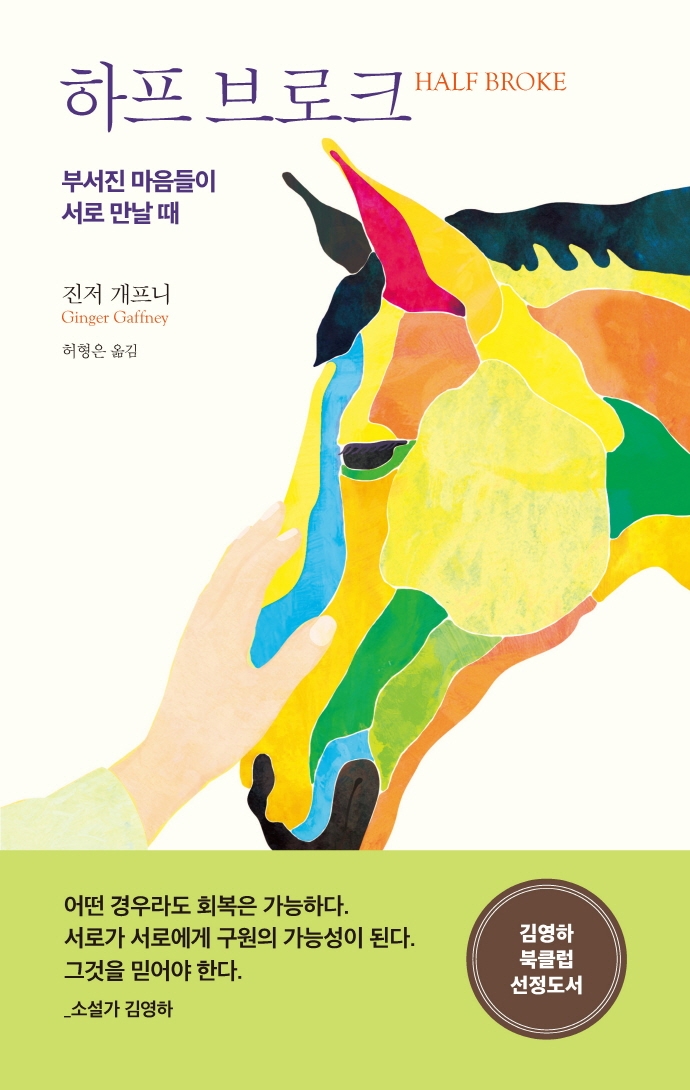 하프 브로크 HALF BROKE
부서진 마음들이
서로 만날 때
진저 개프니
Ginger Gaffney
허형은 옮김
어떤 경우라도 회복은 가능하다.
서로가 서로에게 구원의 가능성이 된다.
그것을 믿어야 한다.
_소설가 김영하
김영하
북클럽
선정도서